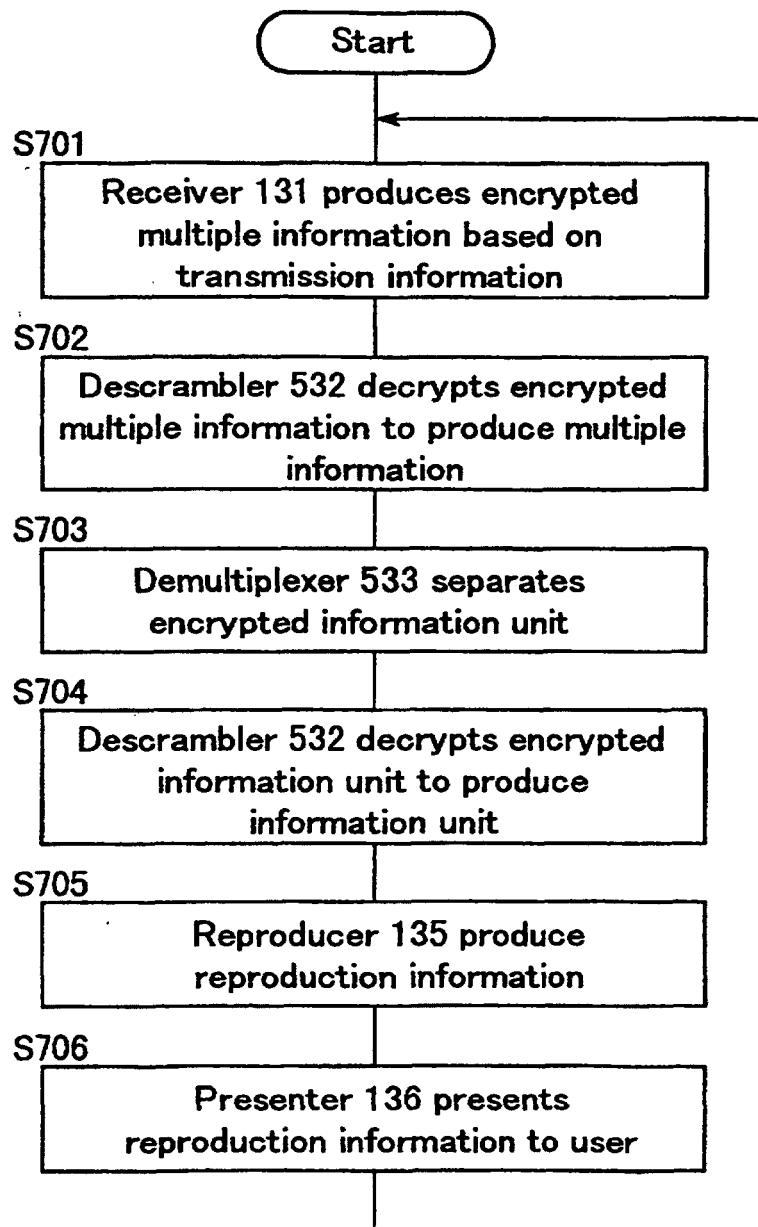 Start
S701
Receiver 131 produces encrypted
multiple information based on
transmission information
S702
Descrambler 532 decrypts encrypted
multiple information to produce multiple
information
S703
Demultiplexer 533 separates
encrypted information unit
S704
Descrambler 532 decrypts encrypted
information unit to produce
information unit
S705
Reproducer 135 produce
reproduction information
S706
Presenter 136 presents
reproduction information to user